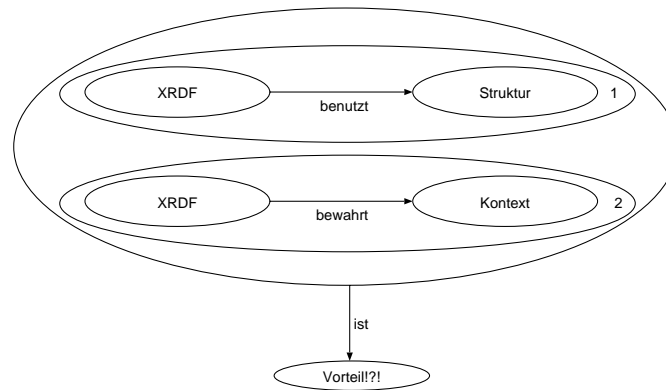 XRDF
benutzt
Struktur
1
XRDF
bewahrt
Kontext
2
ist
Vorteil!?!